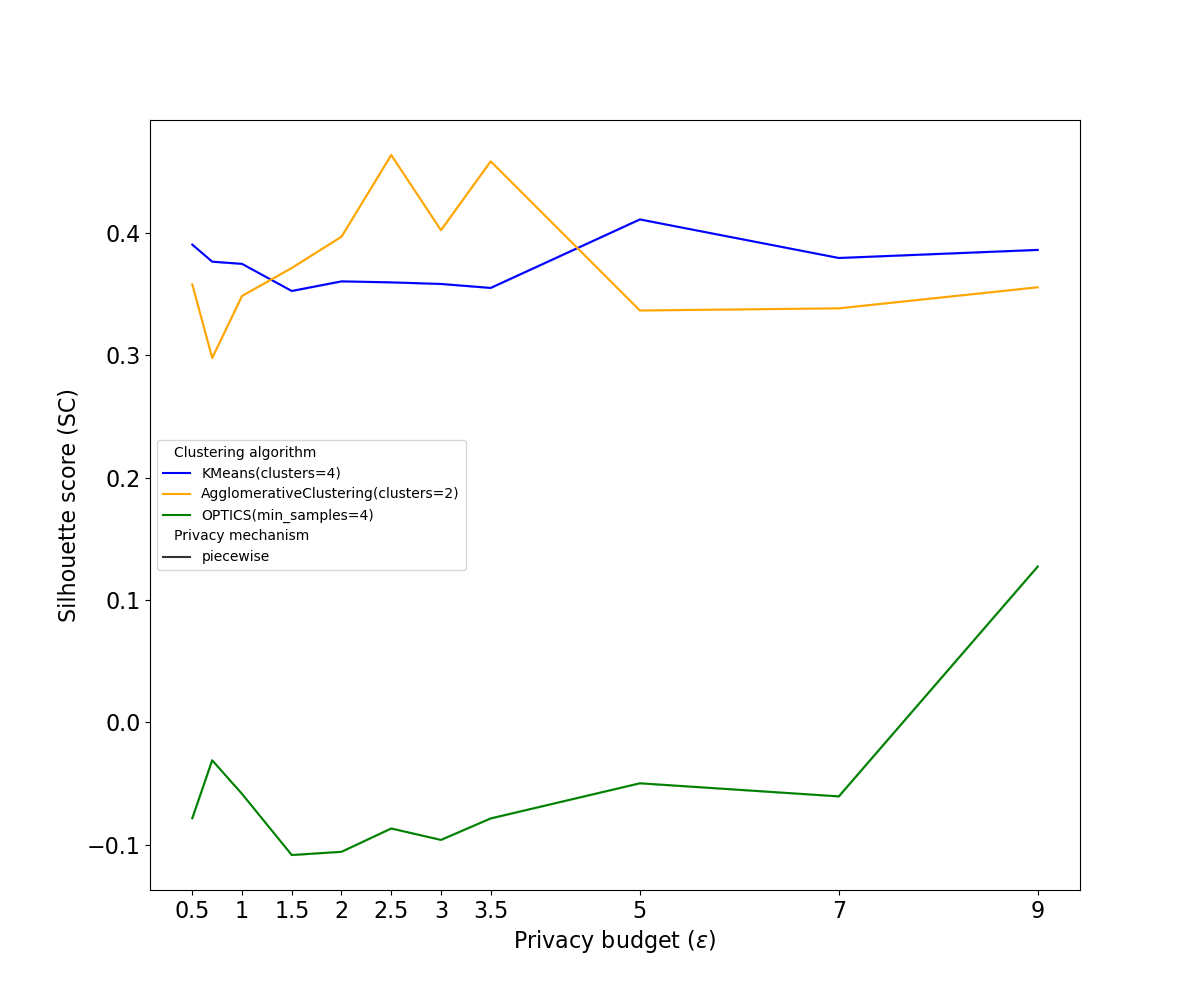 0.4
0.3
0.2
0.1
0.0
−0.1
Silhouette score (SC)
Clustering algorithm
KMeans(clusters=4)
AgglomerativeClustering(clusters=2)
OPTICS(min_samples=4)
Privacy mechanism
piecewise
0.5 1 1.5 2 2.5 3 3.5 5 7 9
Privacy budget (ε)